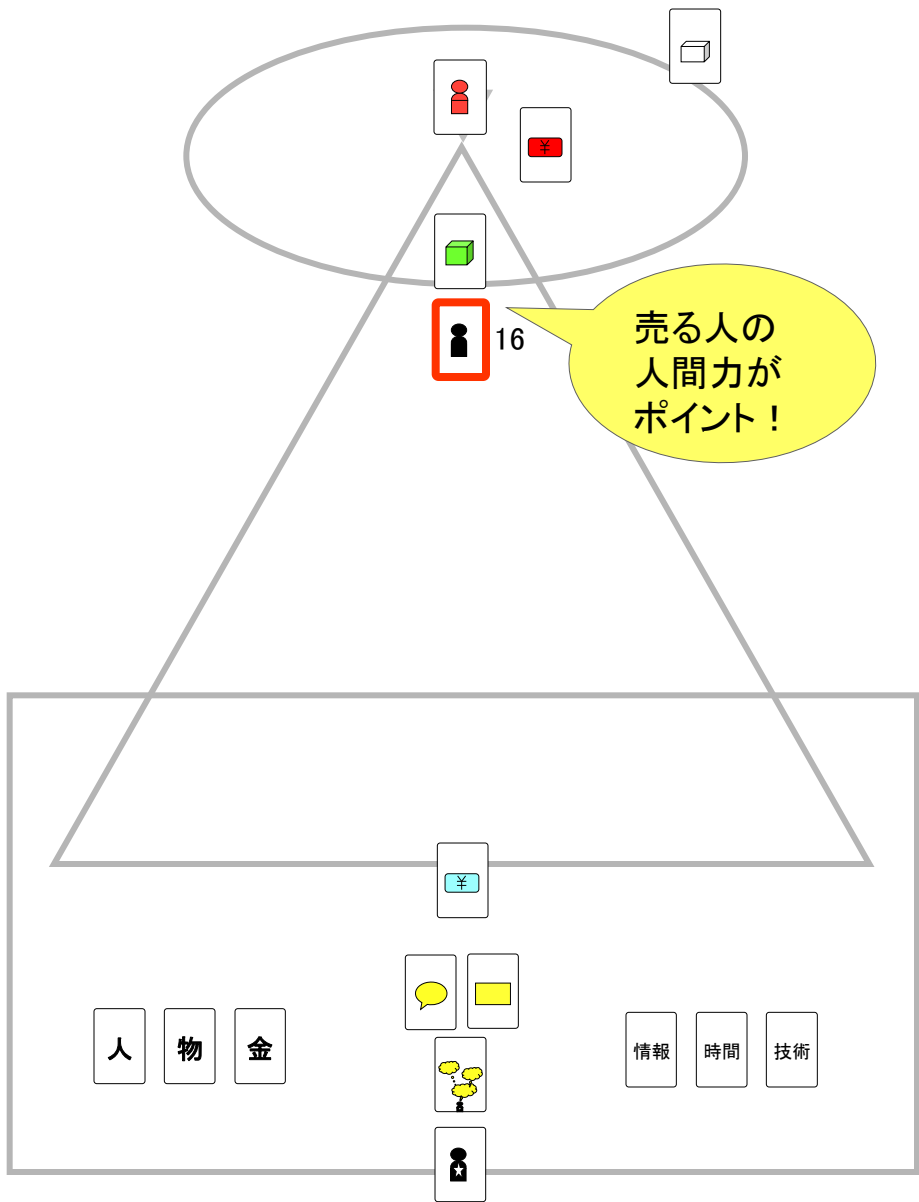 ¥
16
売る人の
人間力が
ポイント！
¥
人
物
金
情報
時間
技術